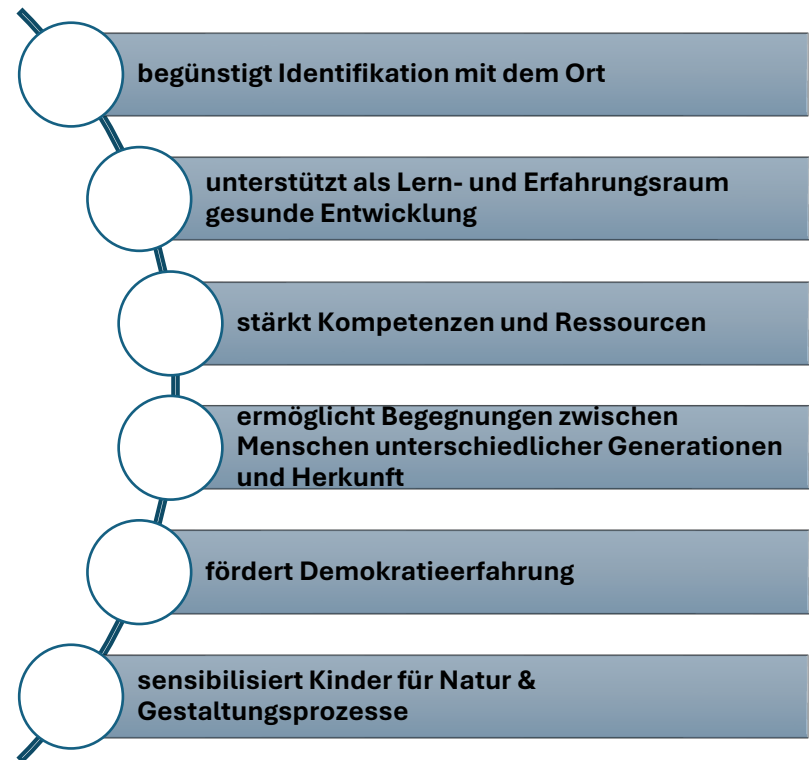 begünstigt Identifikation mit dem Ort
unterstützt als Lern- und Erfahrungsraum
gesunde Entwicklung
stärkt Kompetenzen und Ressourcen
ermöglicht Begegnungen zwischen
Menschen unterschiedlicher Generationen
und Herkunft
fördert Demokratieerfahrung
sensibilisiert Kinder für Natur &
Gestaltungsprozesse